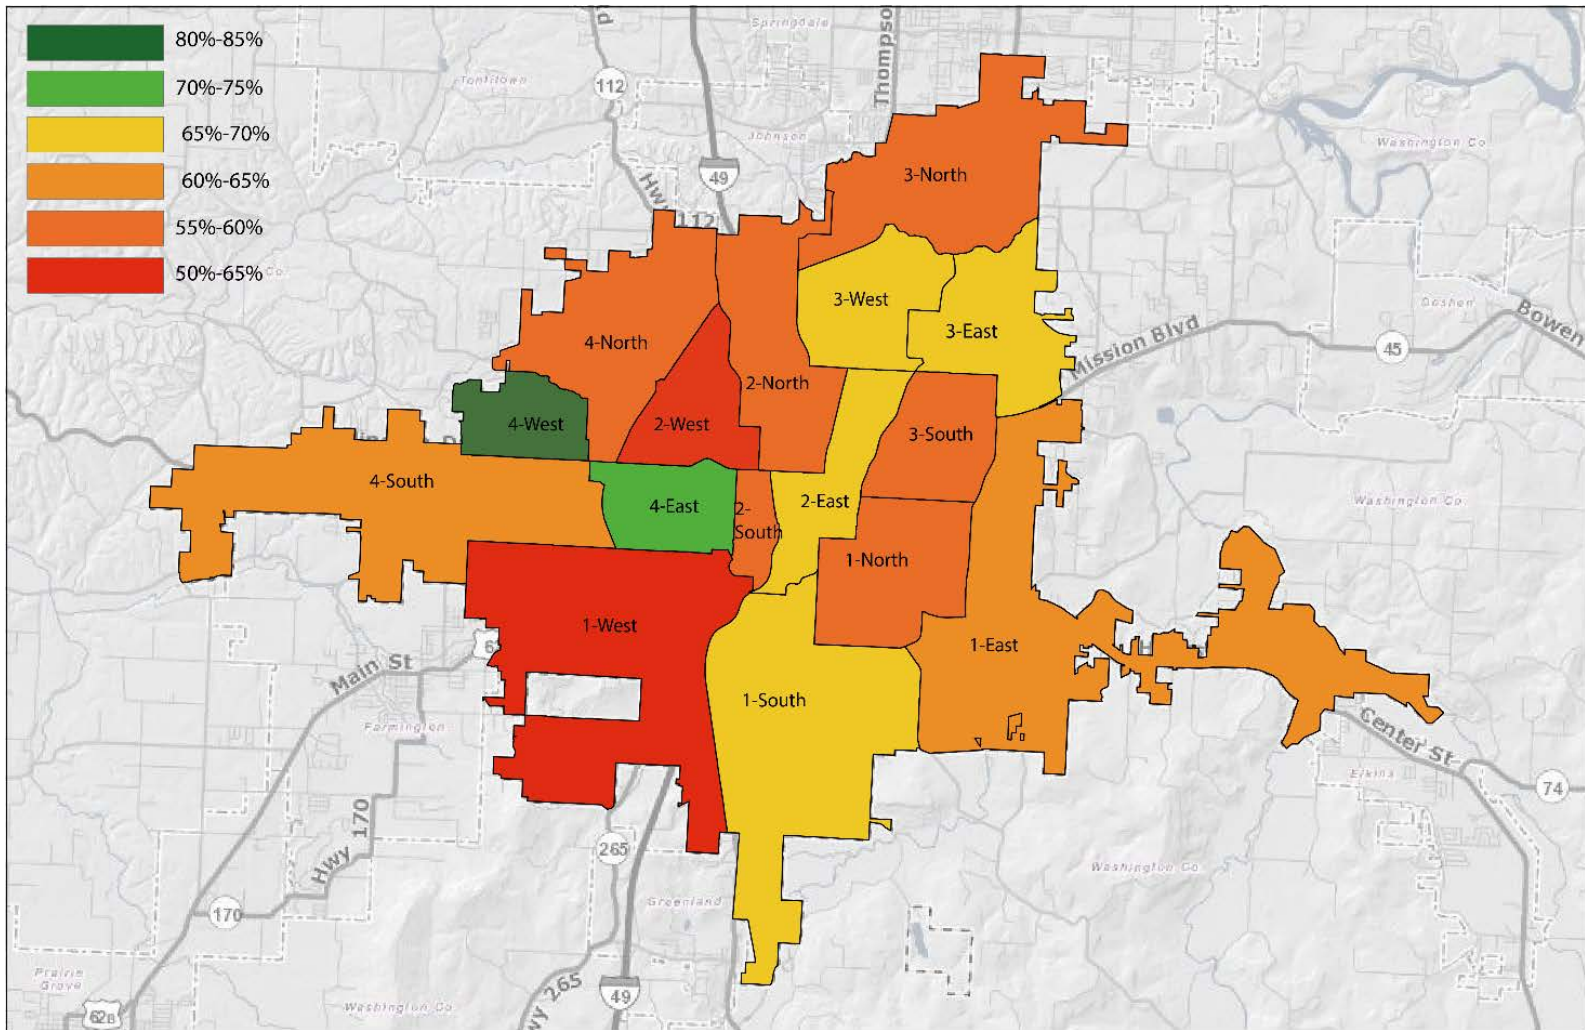 80%-85%
70%-75%
65%-70%
60%-65%
55%-60%
50%-65%
Springdale
Thompso
Tontitown
112
Johnson
Washington Co
49
3-North
Hwy 112
Co
3-West
Goshen
Bowen
3-East
Mission Blvd
45
4-North
2-North
4-West
2-West
3-South
4-South
Washington Co
2-East
4-East
2-
South
1-North
1-West
1-East
H
6
Main St
1-South
Farmington
Center St
Elkins
74
Hwy 170
265
Washington Co
170
Greenland
Prairie
Grove
49
wy 265
Washington Co
62B